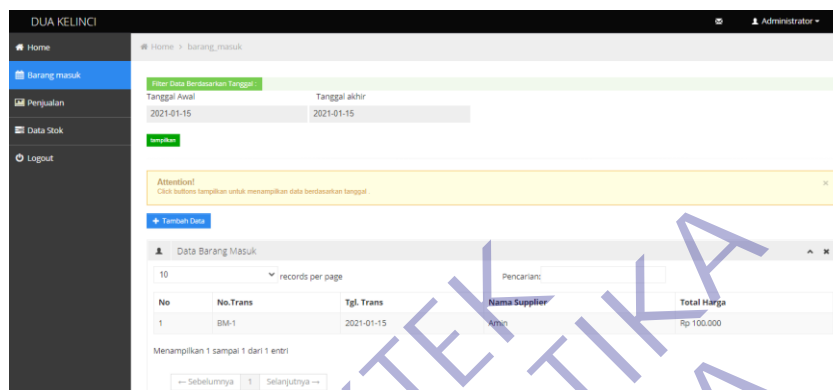 DUA KELINCI
Administrator
Home
Home > barang_masuk
Barang masuk
Penjualan
Data Stok
Logout
Filter Data Berdasarkan Tanggal :
Tanggal Awal Tanggal akhir
2021-01-15 2021-01-15
tampilkan
Attention!
Click buttons tampilkan untuk menampilkan data berdasarkan tanggal .
+ Tambah Data
Data Barang Masuk
10 records per page Pencarian:
No No.Trans Tgl. Trans Nama Supplier Total Harga
1 BM-1 2021-01-15 Amin Rp 100.000
Menampilkan 1 sampai 1 dari 1 entri
← Sebelumnya 1 Selanjutnya →
TEK
TIKA